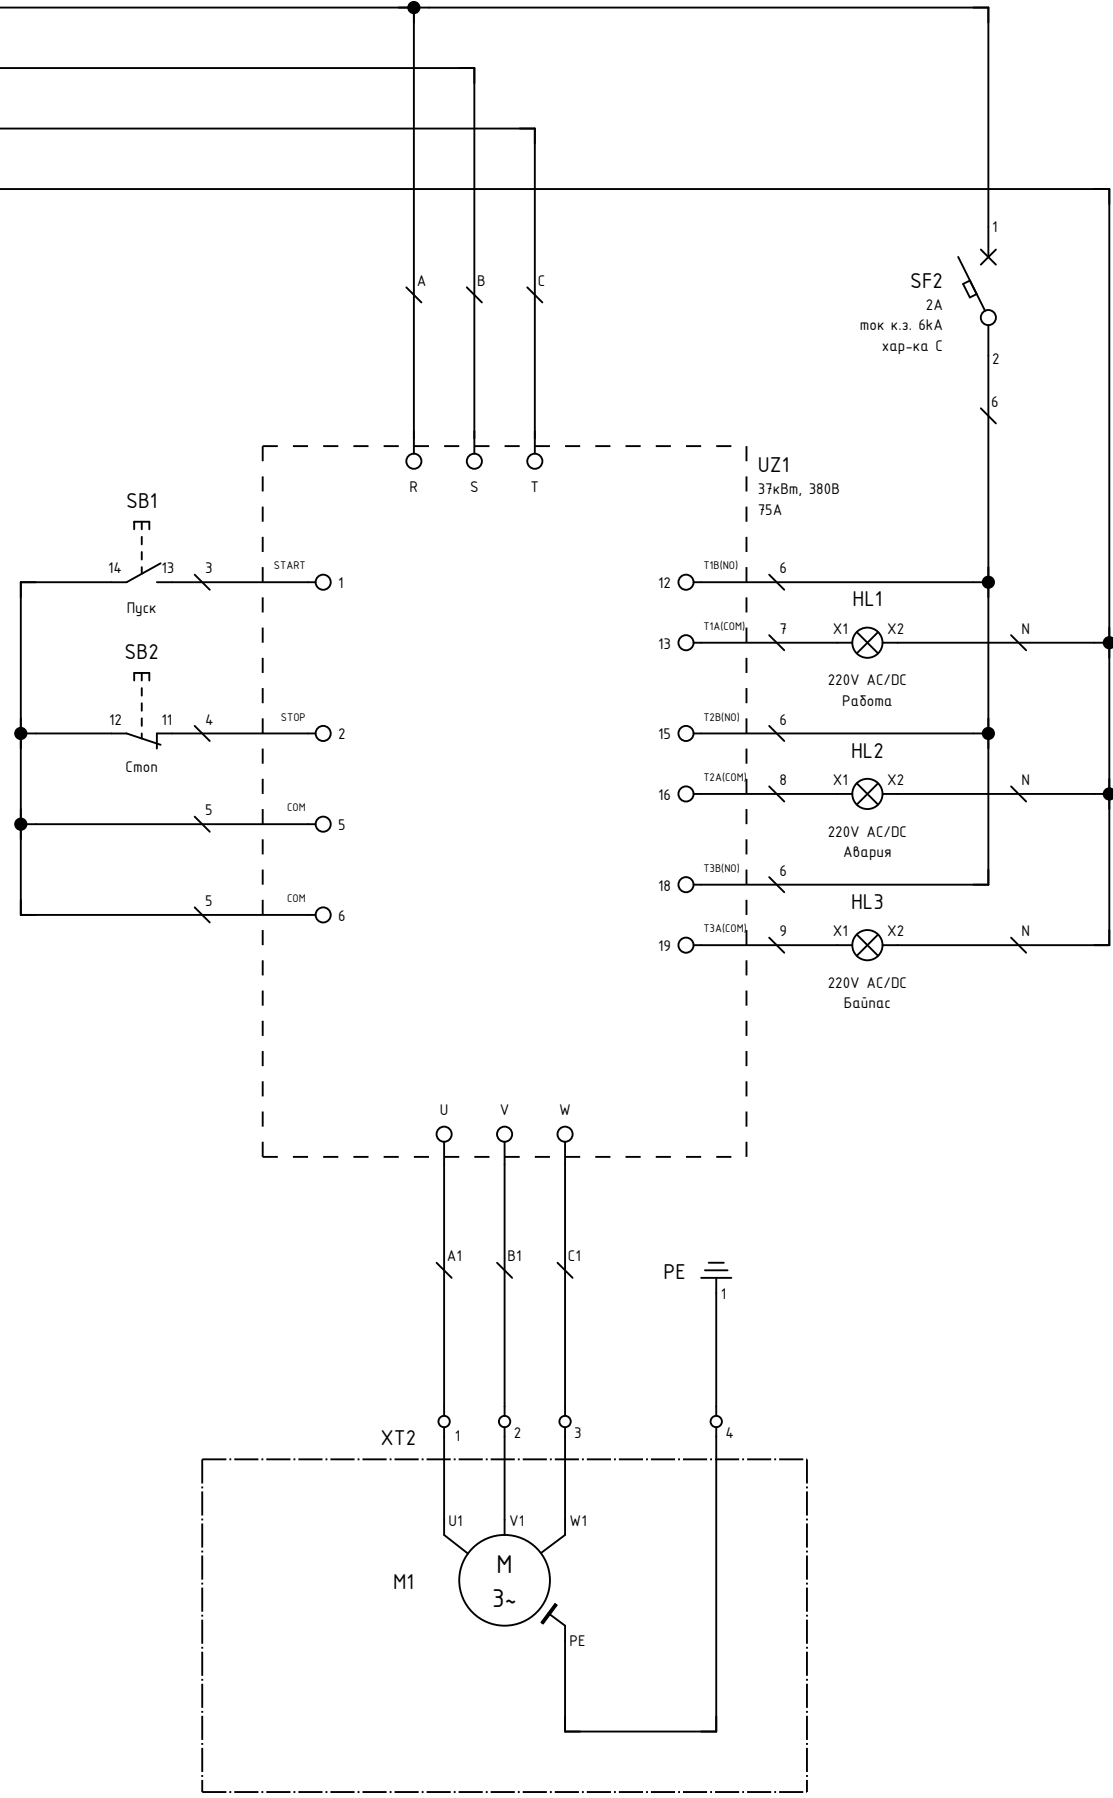 1
A
B
C
SF2
2A
ток к.з. 6kA
хар-ка С
2
6
R
S
T
UZ1
37кВт, 380В
75А
SB1
14
13
3
START
1
Пуск
12
T1B(NO)
6
HL1
13
T1A(COM)
7
X1
X2
N
220V AC/DC
Работа
SB2
12
11
4
STOP
2
Стоп
15
T2B(NO)
6
HL2
16
T2A(COM)
8
X1
X2
N
220V AC/DC
Авария
5
COM
5
5
COM
6
18
T3B(NO)
6
HL3
19
T3A(COM)
9
X1
X2
N
220V AC/DC
Байпас
U
V
W
A1
B1
C1
PE
1
XT2
1
2
3
4
U1
V1
W1
M1
M
3~
PE